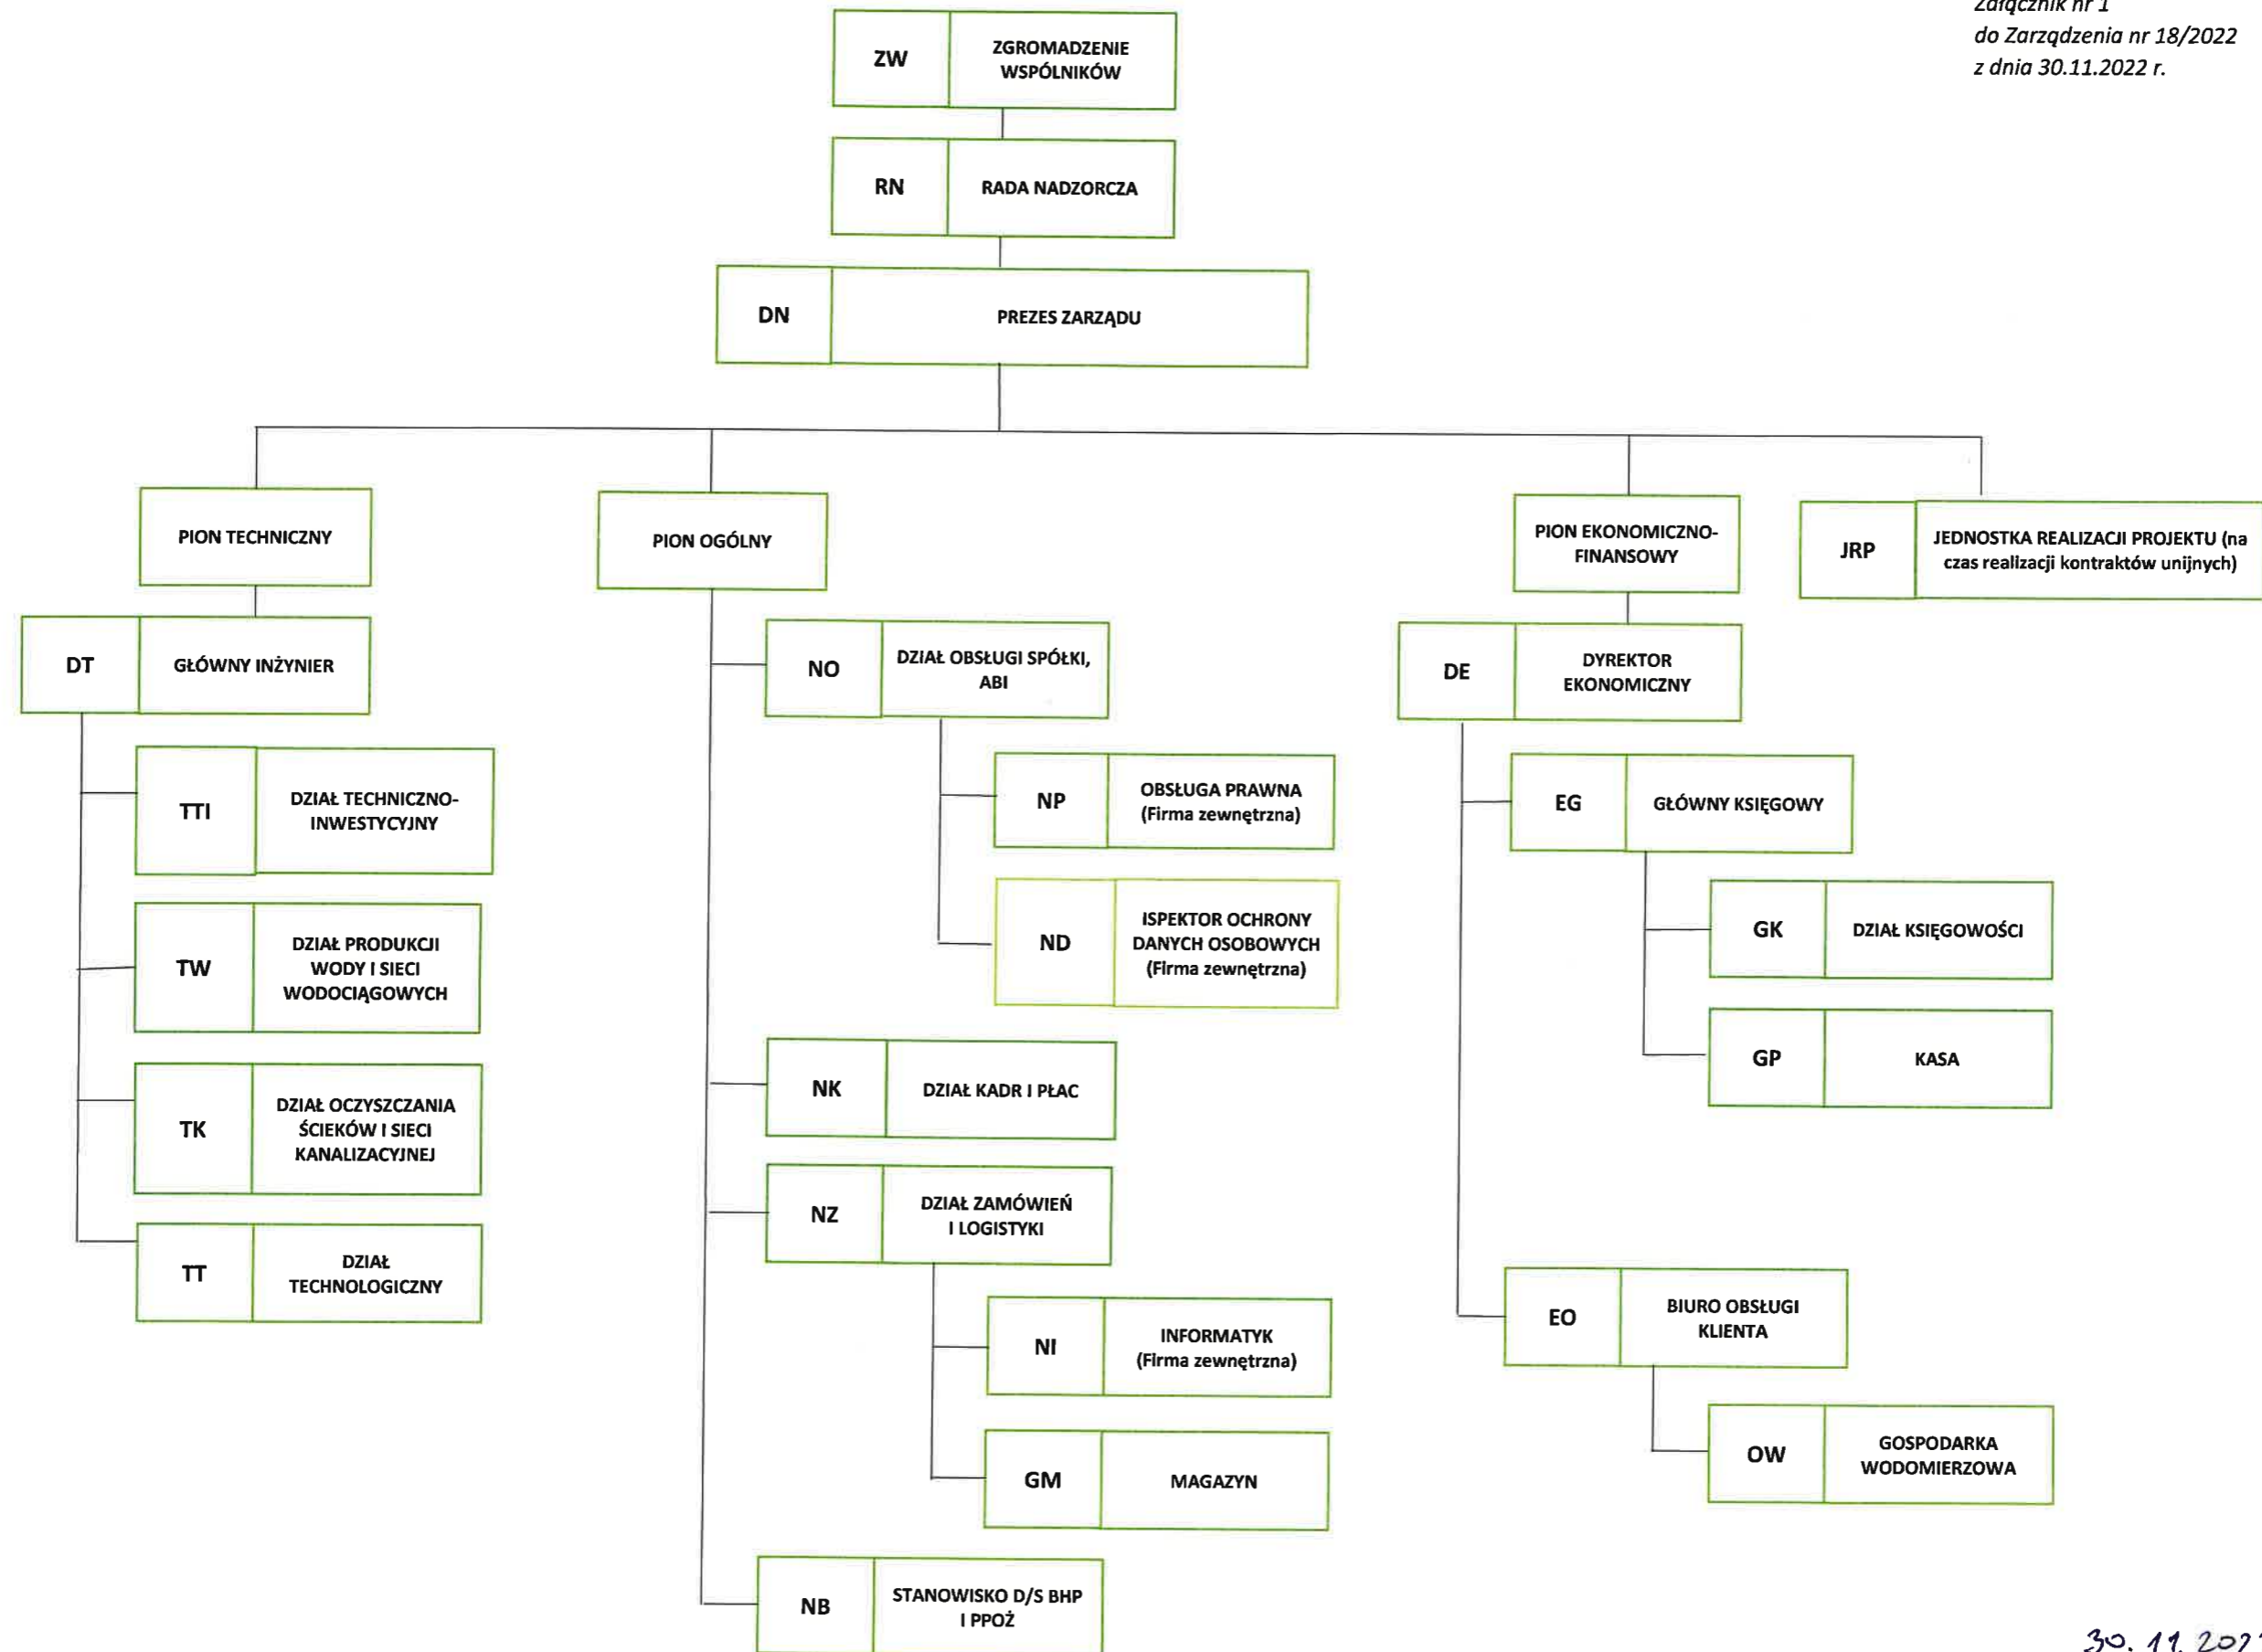 Załącznik nr 1
do Zarządzenia nr 18/2022
z dnia 30.11.2022 r.
ZW
ZGROMADZENIE
WSPÓLNIKÓW
RN
RADA NADZORCZA
DN
PREZES ZARZĄDU
PION TECHNICZNY
PION OGÓLNY
PION EKONOMICZNO-
FINANSOWY
JRP
JEDNOSTKA REALIZACJI PROJEKTU (na
czas realizacji kontraktów unijnych)
DT
GŁÓWNY INŻYNIER
TTI
DZIAŁ TECHNICZNO-
INWESTYCYJNY
TW
DZIAŁ PRODUKCJI
WODY I SIECI
WODOCIĄGOWYCH
TK
DZIAŁ OCZYSZCZANIA
ŚCIEKÓW I SIECI
KANALIZACYJNEJ
TT
DZIAŁ
TECHNOLOGICZNY
NO
DZIAŁ OBSŁUGI SPÓŁKI,
ABI
NP
OBSŁUGA PRAWNA
(Firma zewnętrzna)
ND
ISPEKTOR OCHRONY
DANYCH OSOBOWYCH
(Firma zewnętrzna)
NK
DZIAŁ KADR I PŁAC
NZ
DZIAŁ ZAMÓWIEŃ
I LOGISTYKI
NI
INFORMATYK
(Firma zewnętrzna)
GM
MAGAZYN
NB
STANOWISKO D/S BHP
I PPOŻ
DE
DYREKTOR
EKONOMICZNY
EG
GŁÓWNY KSIĘGOWY
GK
DZIAŁ KSIĘGOWOŚCI
GP
KASA
EO
BIURO OBSŁUGI
KLIENTA
OW
GOSPODARKA
WODOMIERZOWA
30.11.